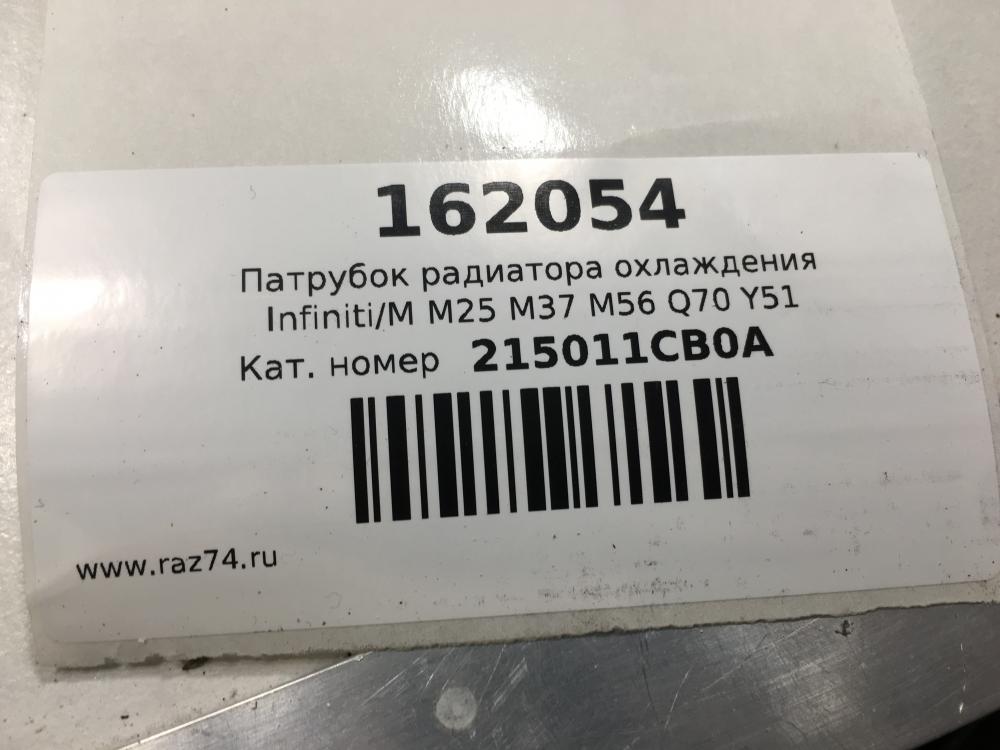 162054
Патрубок радиатора охлаждения
Infiniti/M M25 M37 M56 Q70 Y51
Кат. номер 215011CB0A
www.raz74.ru